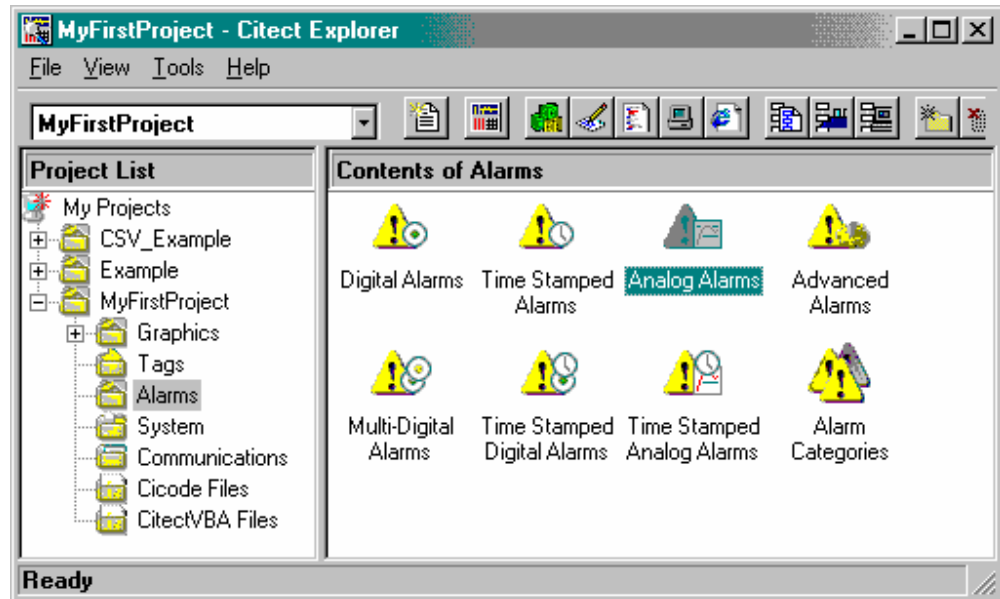 MyFirstProject - Citect Explorer
File View Tools Help
MyFirstProject
Project List
My Projects
CSV_Example
Example
MyFirstProject
Graphics
Tags
Alarms
System
Communications
Cicode Files
CitectVBA Files
Contents of Alarms
Digital Alarms
Time Stamped
Alarms
Analog Alarms
Advanced
Alarms
Multi-Digital
Alarms
Time Stamped
Digital Alarms
Time Stamped
Analog Alarms
Alarm
Categories
Ready